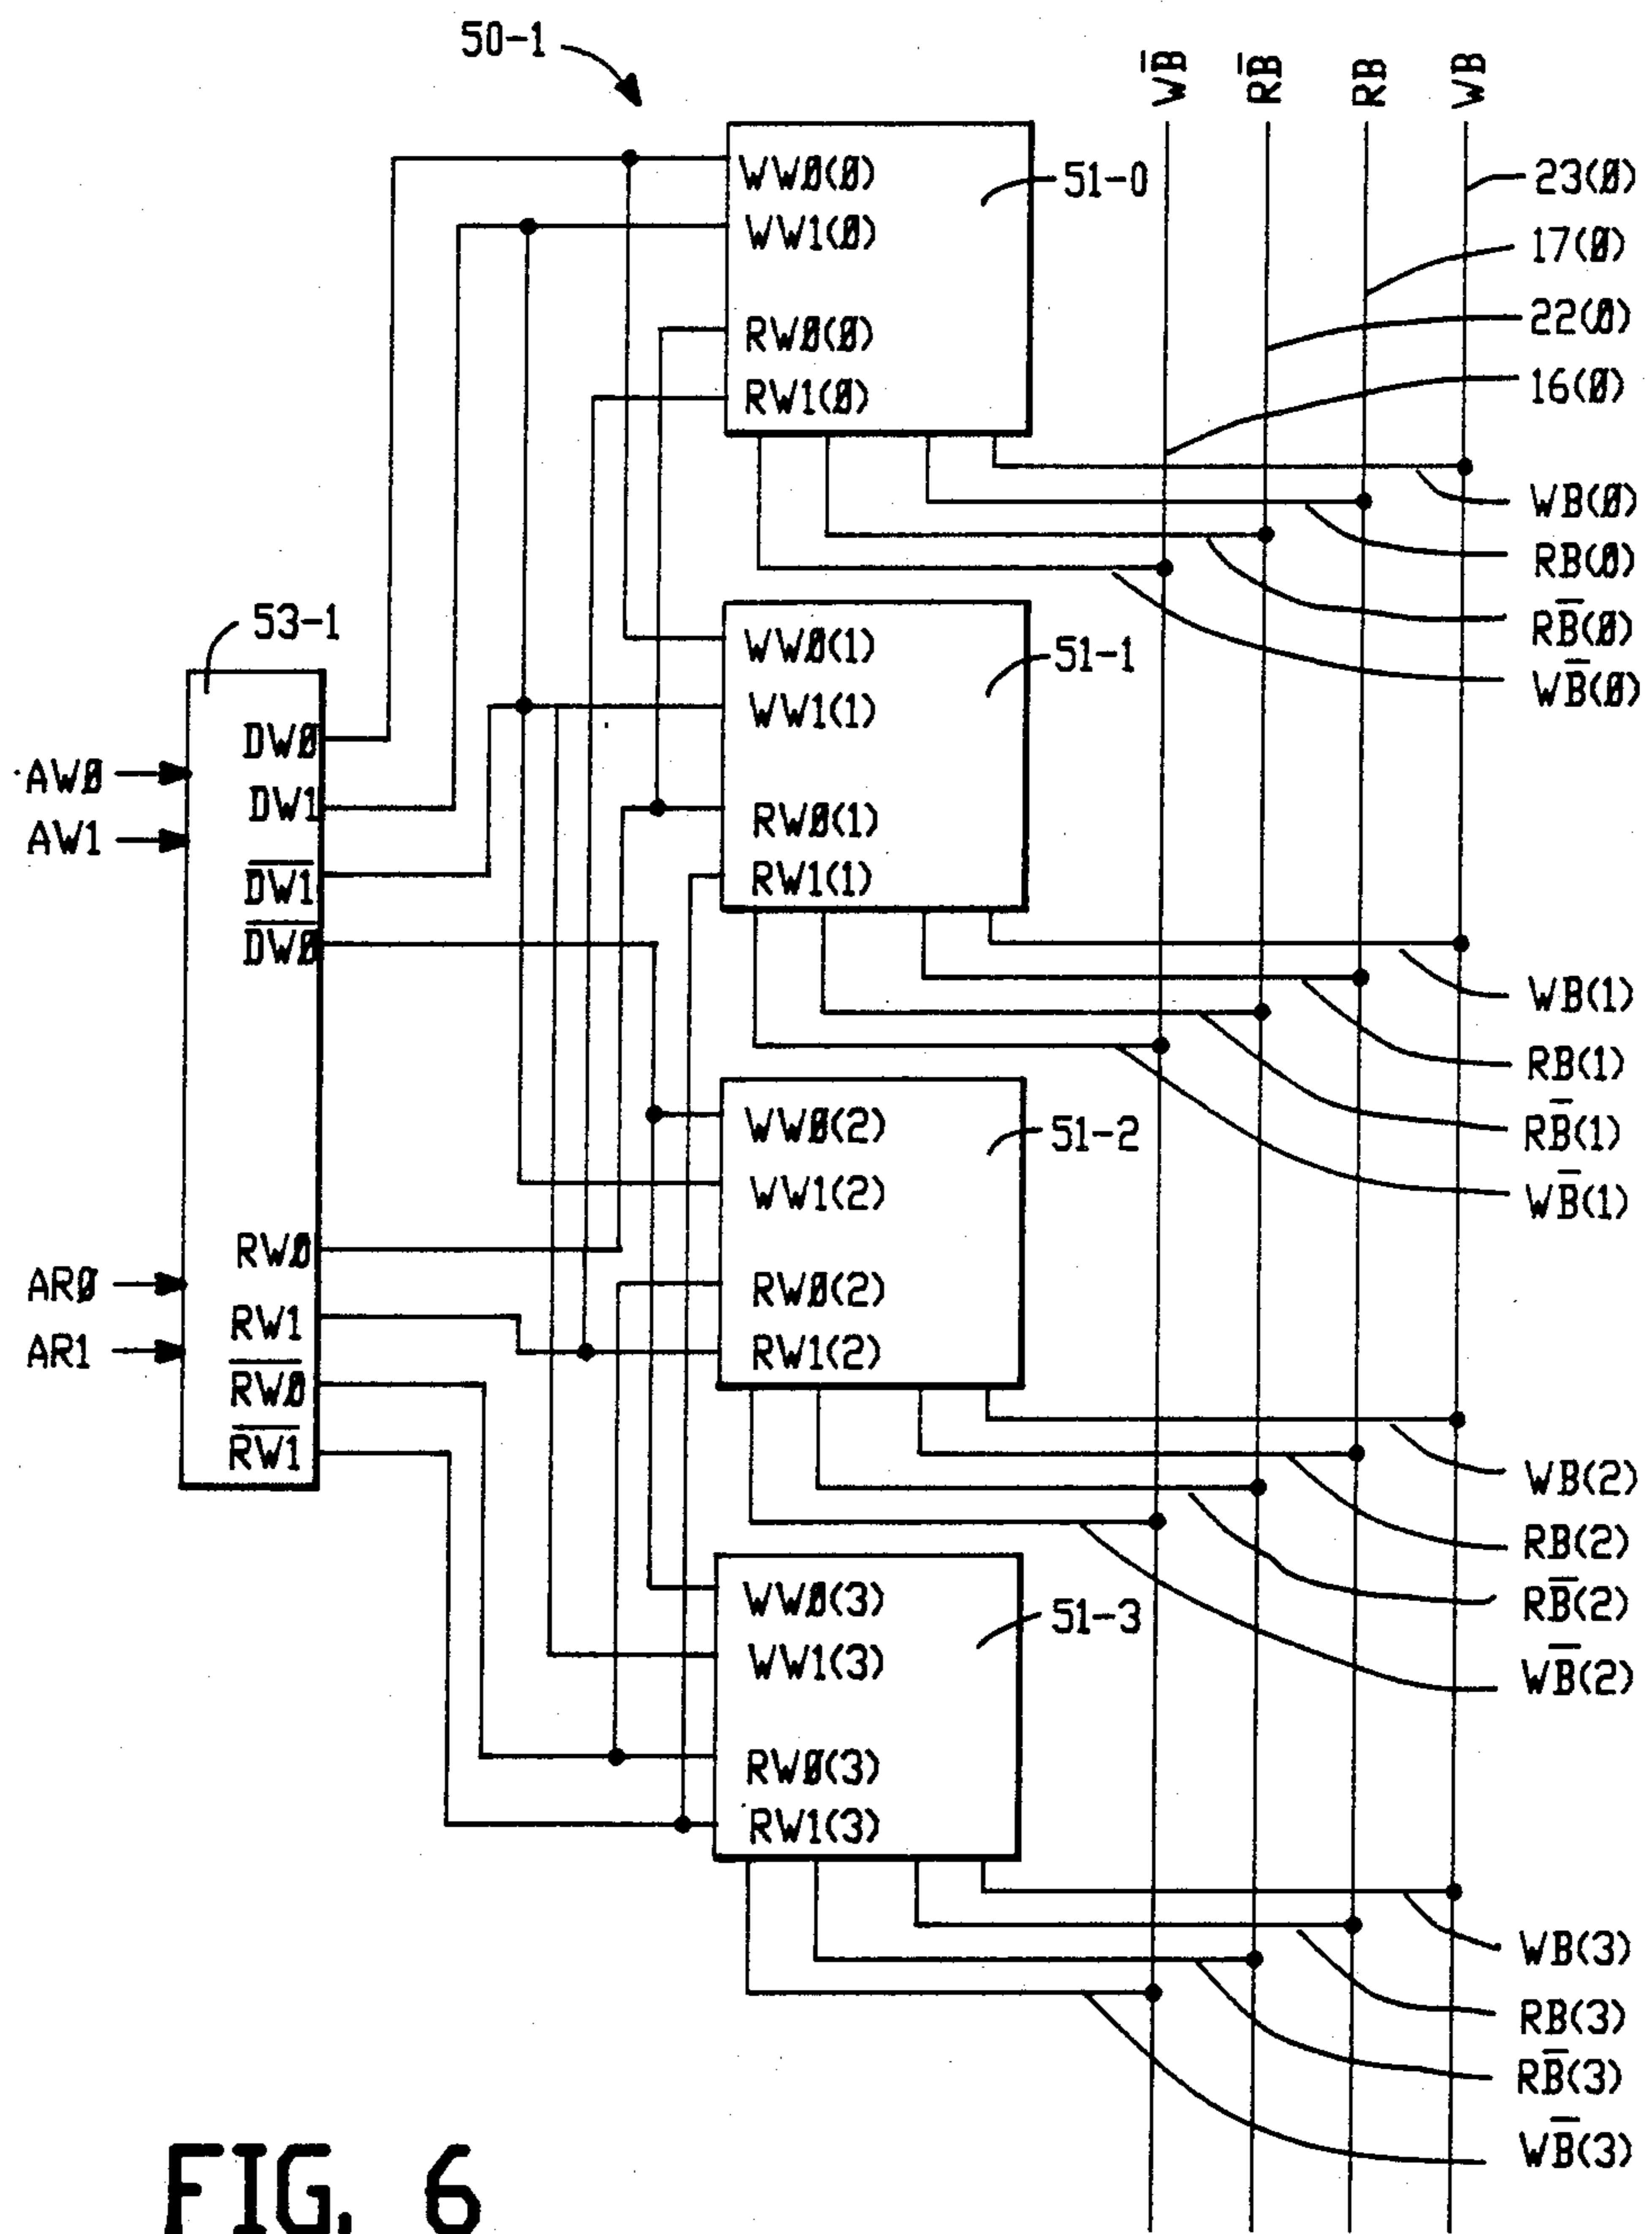 50-1
W̅B
R̅B
RB
WB
WWØ(Ø)
WW1(Ø)
RWØ(Ø)
RW1(Ø)
51-0
23(Ø)
17(Ø)
22(Ø)
16(Ø)
WB(Ø)
RB(Ø)
RB̅(Ø)
WB̅(Ø)
53-1
AWØ
AW1
ARØ
AR1
DWØ
DW1
D̅W̅1̅
D̅W̅Ø̅
RWØ
RW1
R̅W̅Ø̅
R̅W̅1̅
WWØ(1)
WW1(1)
RWØ(1)
RW1(1)
51-1
WB(1)
RB(1)
RB̅(1)
WB̅(1)
WWØ(2)
WW1(2)
RWØ(2)
RW1(2)
51-2
WB(2)
RB(2)
RB̅(2)
WB̅(2)
WWØ(3)
WW1(3)
RWØ(3)
RW1(3)
51-3
WB(3)
RB(3)
RB̅(3)
WB̅(3)
FIG. 6